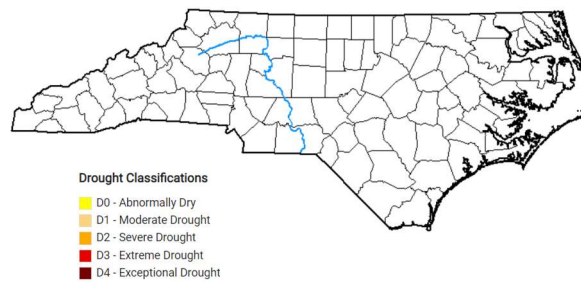 Drought Classifications
D0 - Abnormally Dry
D1 - Moderate Drought
D2 - Severe Drought
D3 - Extreme Drought
D4 - Exceptional Drought